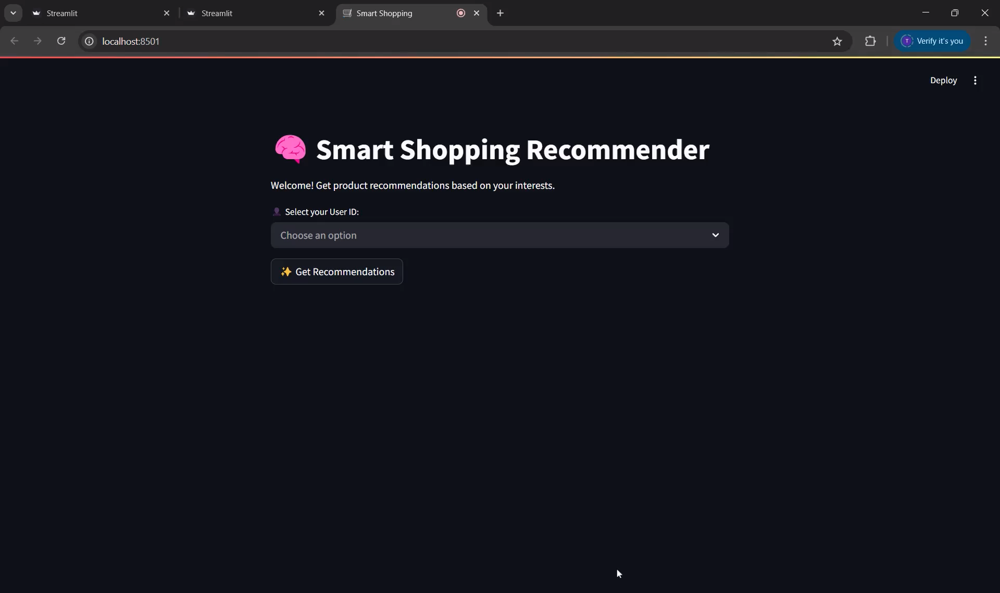 Streamlit
Streamlit
Smart Shopping
localhost:8501
T
Verify it's you
Deploy
Smart Shopping Recommender
Welcome! Get product recommendations based on your interests.
Select your User ID:
Choose an option
Get Recommendations